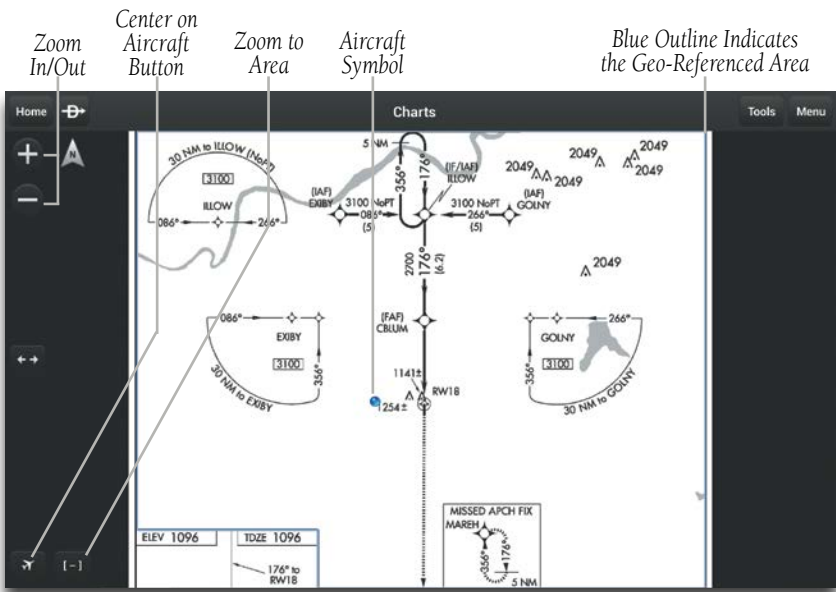 Zoom
In/Out
Center on
Aircraft
Button
Zoom to
Area
Aircraft
Symbol
Blue Outline Indicates
the Geo-Referenced Area
Home
D
Charts
Tools
Menu
N
30 NM to ILLOW (NoPT)
3100
ILLOW
086°
266°
5 NM
356°
176°
(IF/IAF)
ILLOW
(IAF)
EXIBY
3100 NoPT
086°
(5)
3100 NoPT
266°
(5)
(IAF)
GOLNY
2049
2049
2049
2049
2049
2700
176°
(6.2)
086°
EXIBY
3100
356°
30 NM to EXIBY
(FAF)
CBLUM
1141±
RW18
1254±
266°
GOLNY
3100
356°
30 NM to GOLNY
ELEV 1096
TDZE 1096
176° to
RW18
MISSED APCH FIX
MAREH
356°
176°
5 NM
[-]